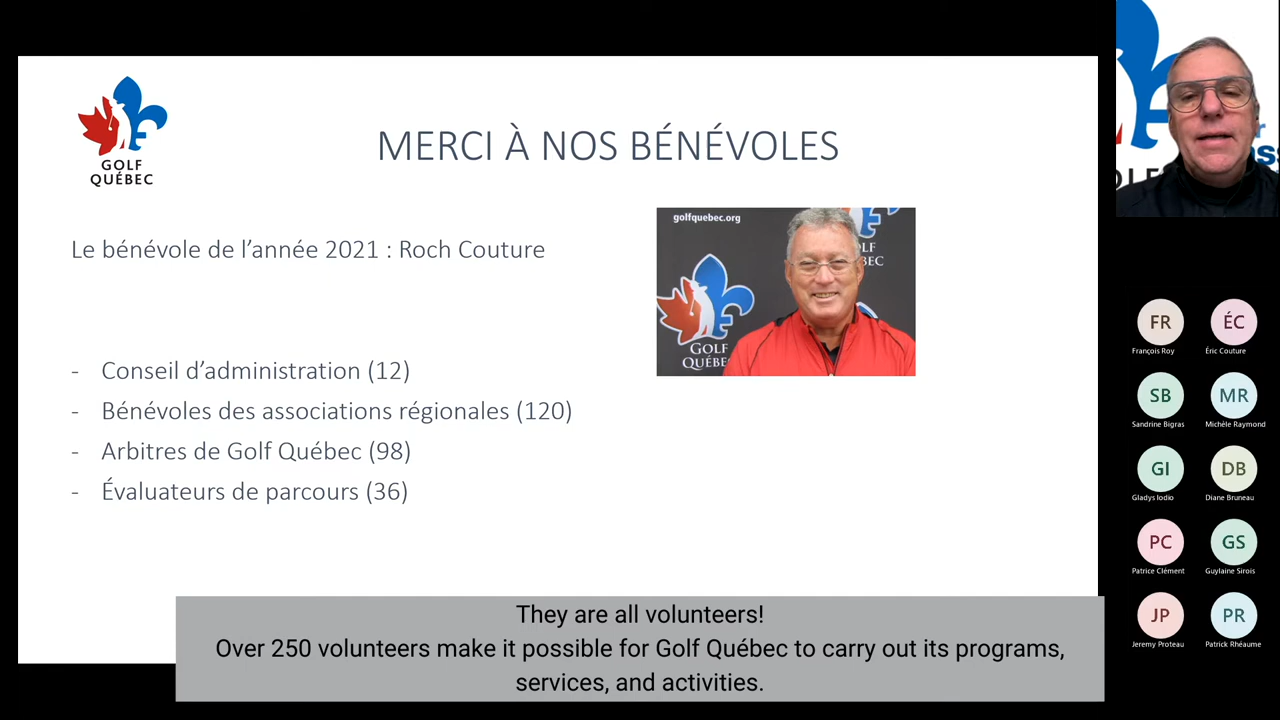 GOLF
QUÉBEC
MERCI À NOS BÉNÉVOLES
Le bénévole de l’année 2021 : Roch Couture
golfquebec.org
GOLF
QUÉBEC
- Conseil d’administration (12)
- Bénévoles des associations régionales (120)
- Arbitres de Golf Québec (98)
- Évaluateurs de parcours (36)
They are all volunteers!
Over 250 volunteers make it possible for Golf Québec to carry out its programs,
services, and activities.
FR ÉC
François Roy Éric Couture
SB MR
Sandrine Bigras Michèle Raymond
GI DB
Gladys Iodio Diane Bruneau
PC GS
Patrice Clément Guylaine Sirois
JP PR
Jeremy Proteau Patrick Rhéaume